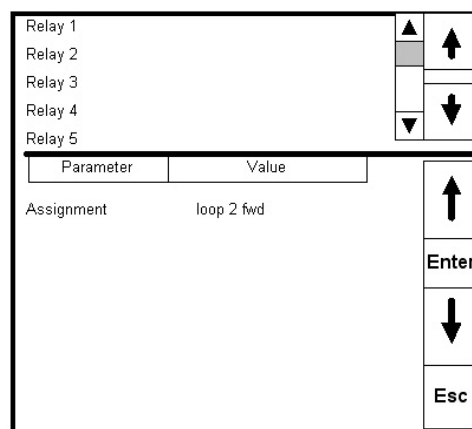 Relay 1
Relay 2
Relay 3
Relay 4
Relay 5
Parameter Value
Assignment loop 2 fwd
Enter
Esc